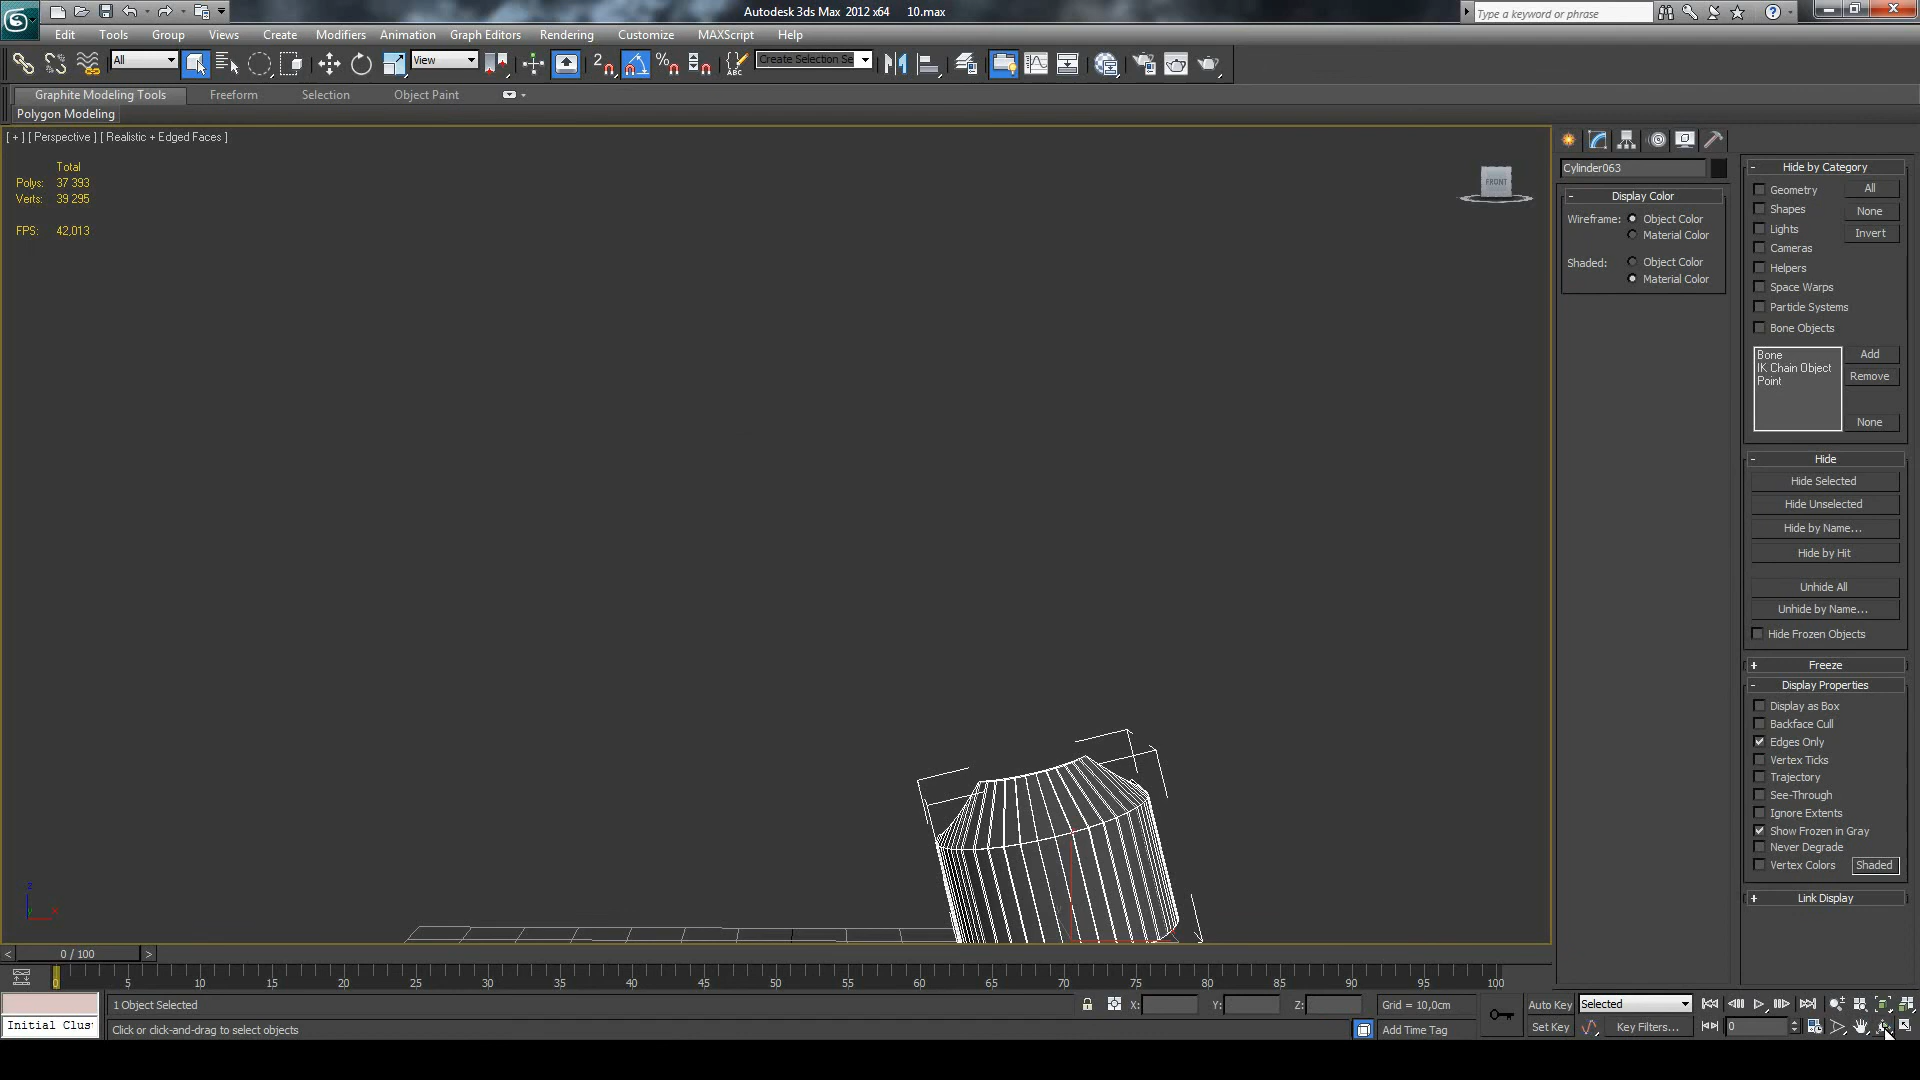 Autodesk 3ds Max 2012 x64 10.max
Type a keyword or phrase
Edit Tools Group Views Create Modifiers Animation Graph Editors Rendering Customize MAXScript Help
All View Create Selection Se
Graphite Modeling Tools Freeform Selection Object Paint
Polygon Modeling
[ + ] [ Perspective ] [ Realistic + Edged Faces ]
Total
Polys: 37 393
Verts: 39 295
FPS: 42,013
FRONT
Cylinder063
- Display Color
Wireframe: Object Color
Material Color
Shaded: Object Color
Material Color
- Hide by Category
Geometry All
Shapes None
Lights Invert
Cameras
Helpers
Space Warps
Particle Systems
Bone Objects
Bone Add
IK Chain Object
Point Remove
None
- Hide
Hide Selected
Hide Unselected
Hide by Name...
Hide by Hit
Unhide All
Unhide by Name...
Hide Frozen Objects
+ Freeze
- Display Properties
Display as Box
Backface Cull
Edges Only
Vertex Ticks
Trajectory
See-Through
Ignore Extents
Show Frozen in Gray
Never Degrade
Vertex Colors Shaded
+ Link Display
z
x
< 0 / 100 >
0 5 10 15 20 25 30 35 40 45 50 55 60 65 70 75 80 85 90 95 100
1 Object Selected X: Y: Z: Grid = 10,0cm Auto Key Selected
Initial Clus Click or click-and-drag to select objects Add Time Tag Set Key Key Filters... 0